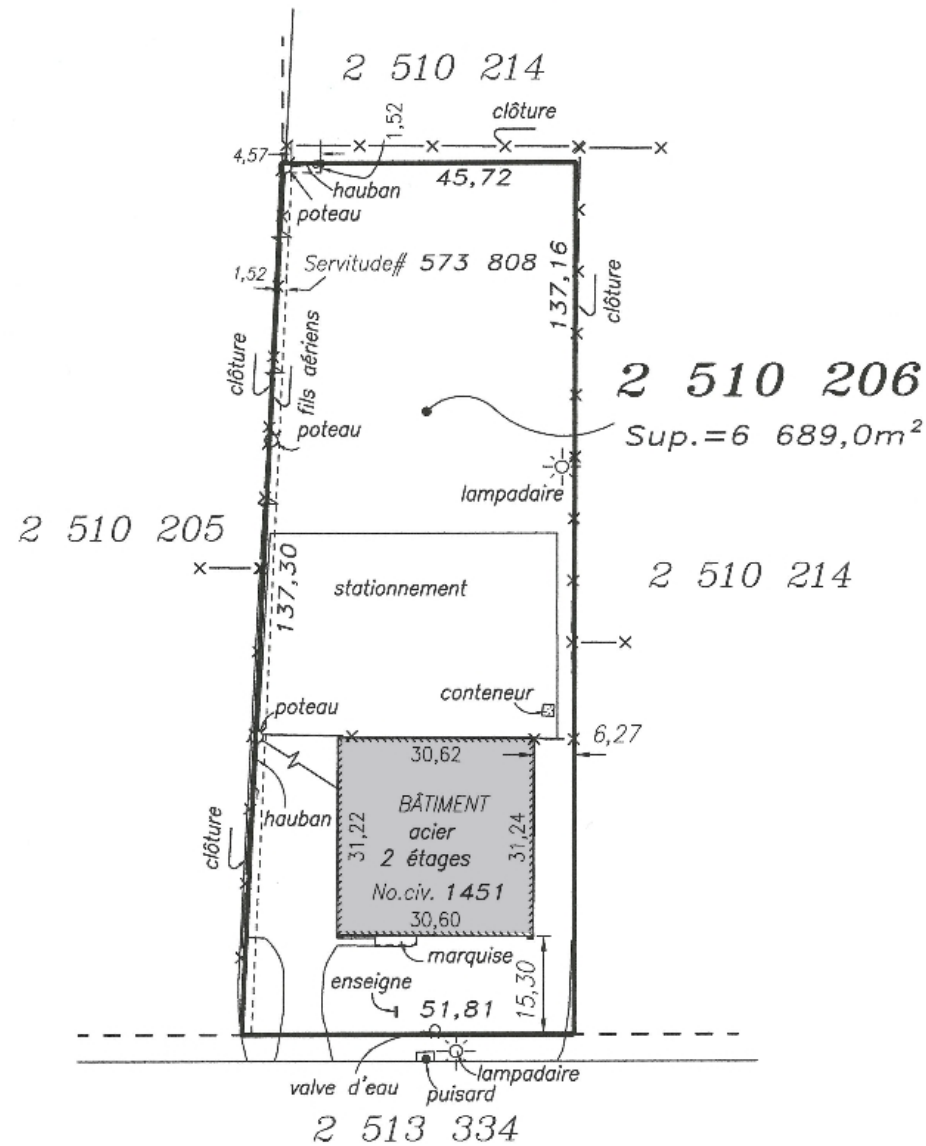 2 510 214
clôture
1,52
4,57
45,72
hauban
poteau
Servitude# 573 808
1,52
137,16
clôture
clôture
fils aériens
2 510 206
Sup.=6 689,0m²
poteau
lampadaire
2 510 205
137,30
stationnement
2 510 214
conteneur
poteau
6,27
30,62
hauban
BÂTIMENT
acier
2 étages
No.civ. 1451
31,22
31,24
clôture
30,60
marquise
enseigne
51,81
15,30
valve d'eau
lampadaire
puisard
2 513 334